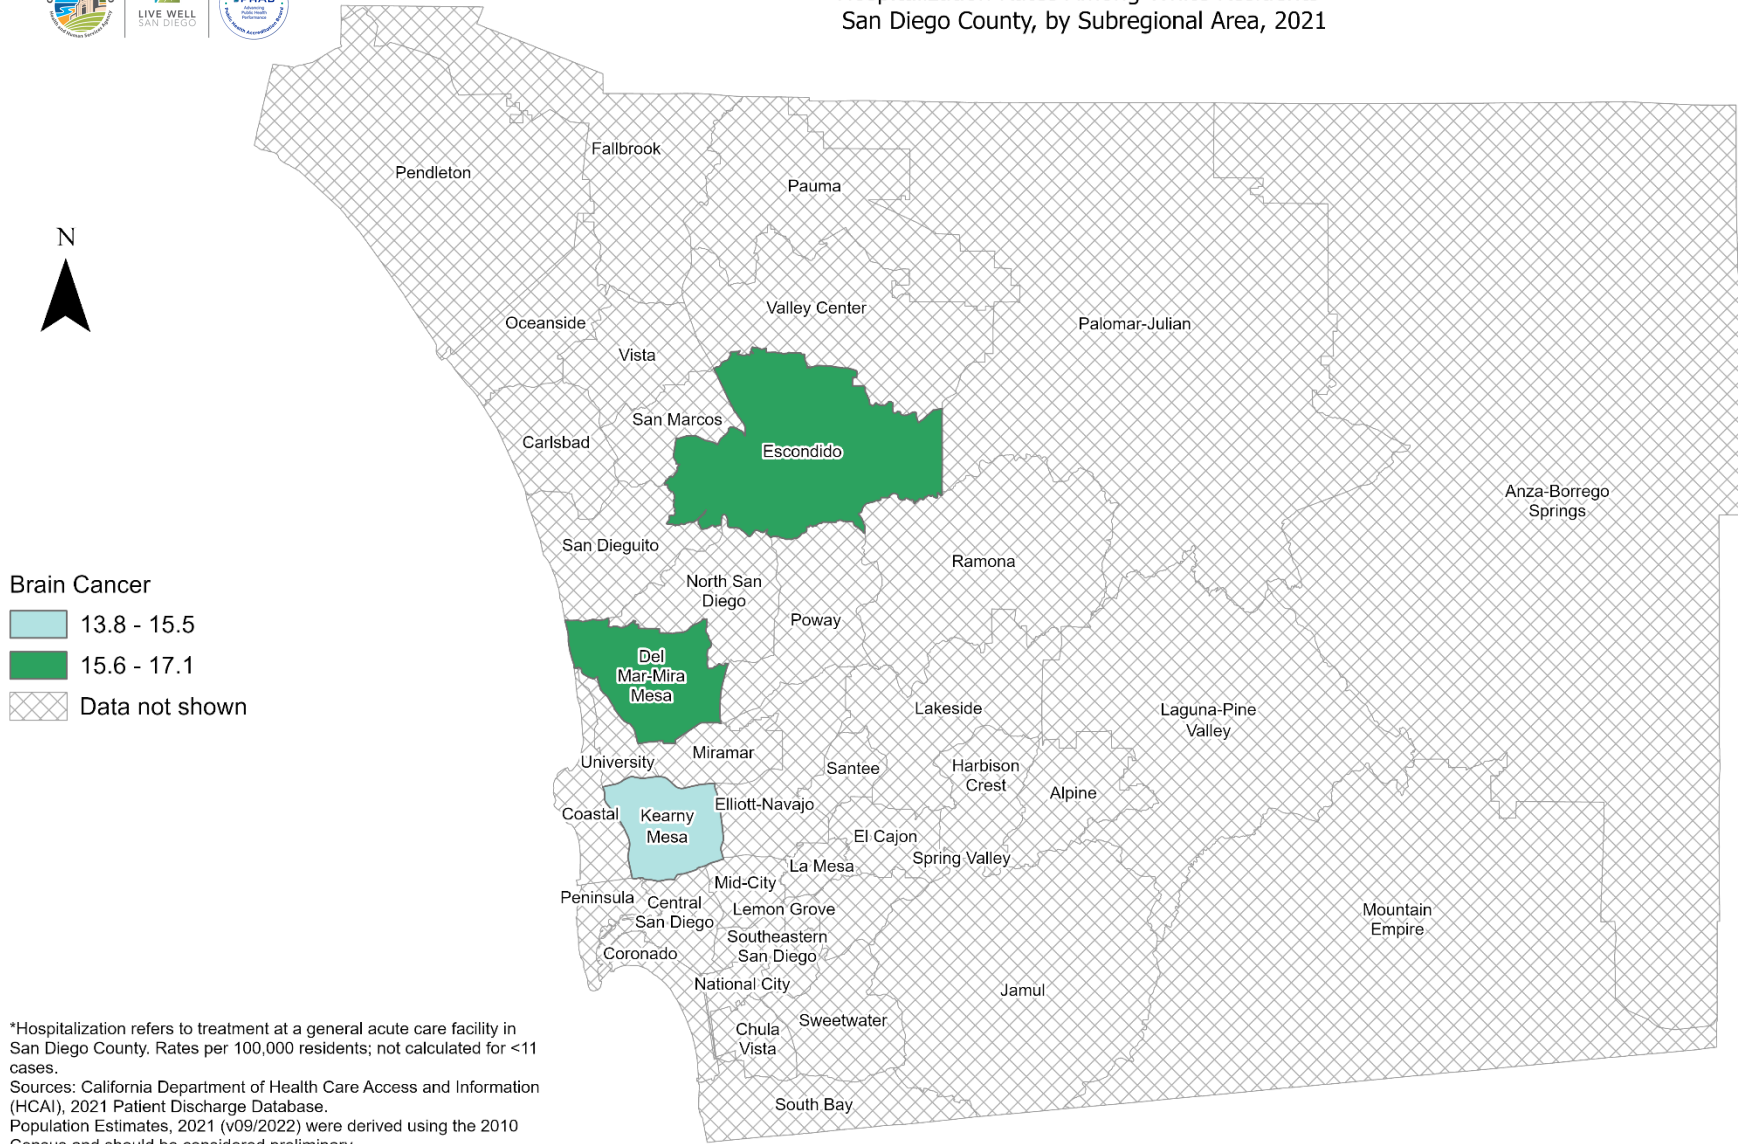 LIVE WELL
SAN DIEGO
San Diego County, by Subregional Area, 2021
Pendleton
Fallbrook
Pauma
N
Oceanside
Valley Center
Palomar-Julian
Vista
San Marcos
Carlsbad
Escondido
Anza-Borrego
Springs
San Dieguito
Ramona
North San
Diego
Poway
Brain Cancer
13.8 - 15.5
15.6 - 17.1
Data not shown
Del
Mar-Mira
Mesa
Lakeside
Laguna-Pine
Valley
Miramar
University
Santee
Harbison
Crest
Alpine
Coastal
Kearny
Mesa
Elliott-Navajo
El Cajon
Spring Valley
La Mesa
Mid-City
Peninsula
Central
San Diego
Lemon Grove
Mountain
Empire
Southeastern
San Diego
Coronado
National City
Jamul
Sweetwater
Chula
Vista
South Bay
*Hospitalization refers to treatment at a general acute care facility in
San Diego County. Rates per 100,000 residents; not calculated for <11
cases.
Sources: California Department of Health Care Access and Information
(HCAI), 2021 Patient Discharge Database.
Population Estimates, 2021 (v09/2022) were derived using the 2010
Census and should be considered preliminary